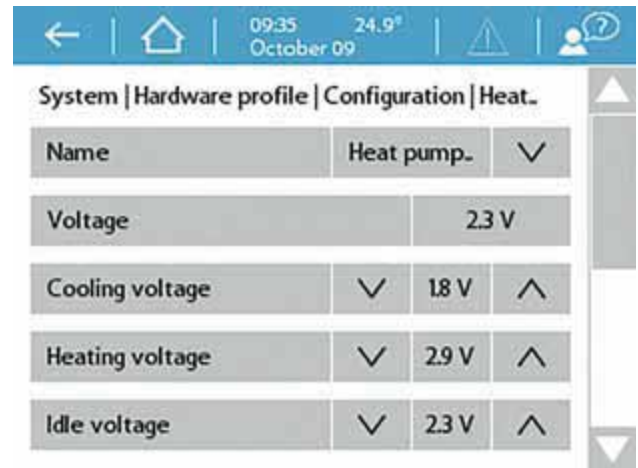 09:35 24.9°
October 09
?
System | Hardware profile | Configuration | Heat..
Name Heat pump..
Voltage 2.3 V
Cooling voltage 1.8 V
Heating voltage 2.9 V
Idle voltage 2.3 V